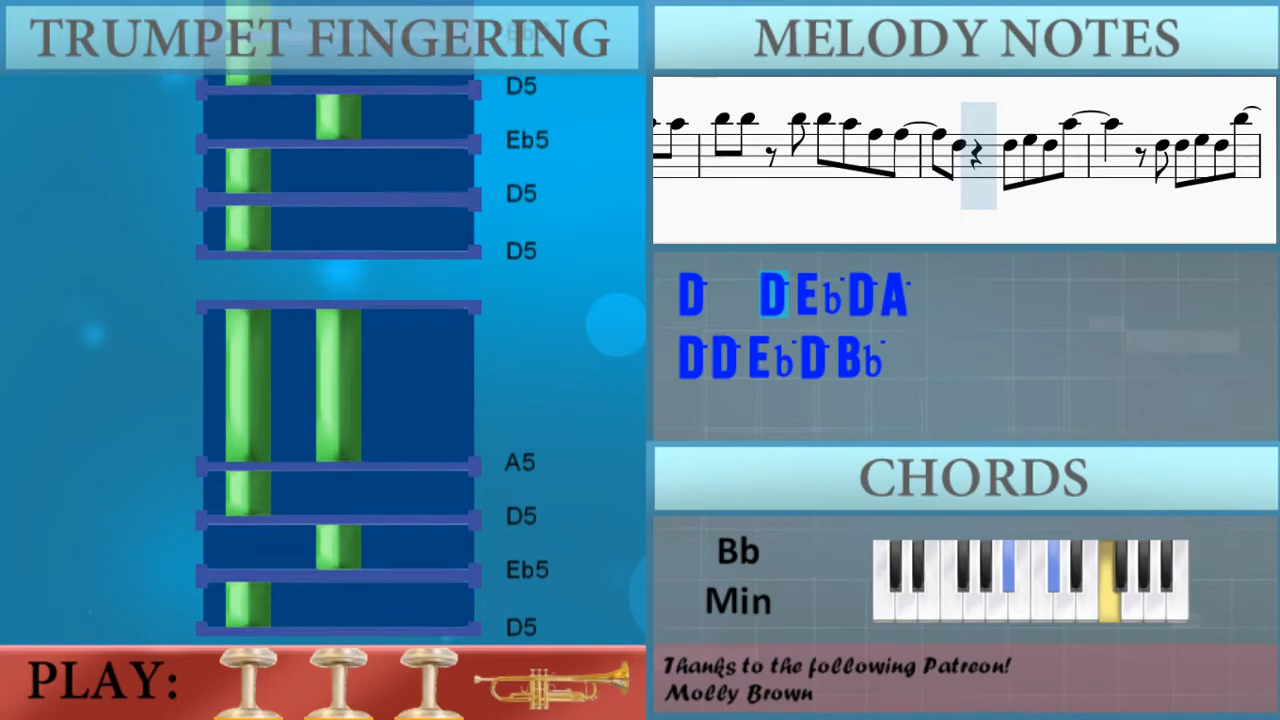 TRUMPET FINGERING
D5
Eb5
D5
D5
A5
D5
Eb5
D5
PLAY:
MELODY NOTES
D D EbDA
DDEbDBb
CHORDS
Bb
Min
Thanks to the following Patreon!
Molly Brown